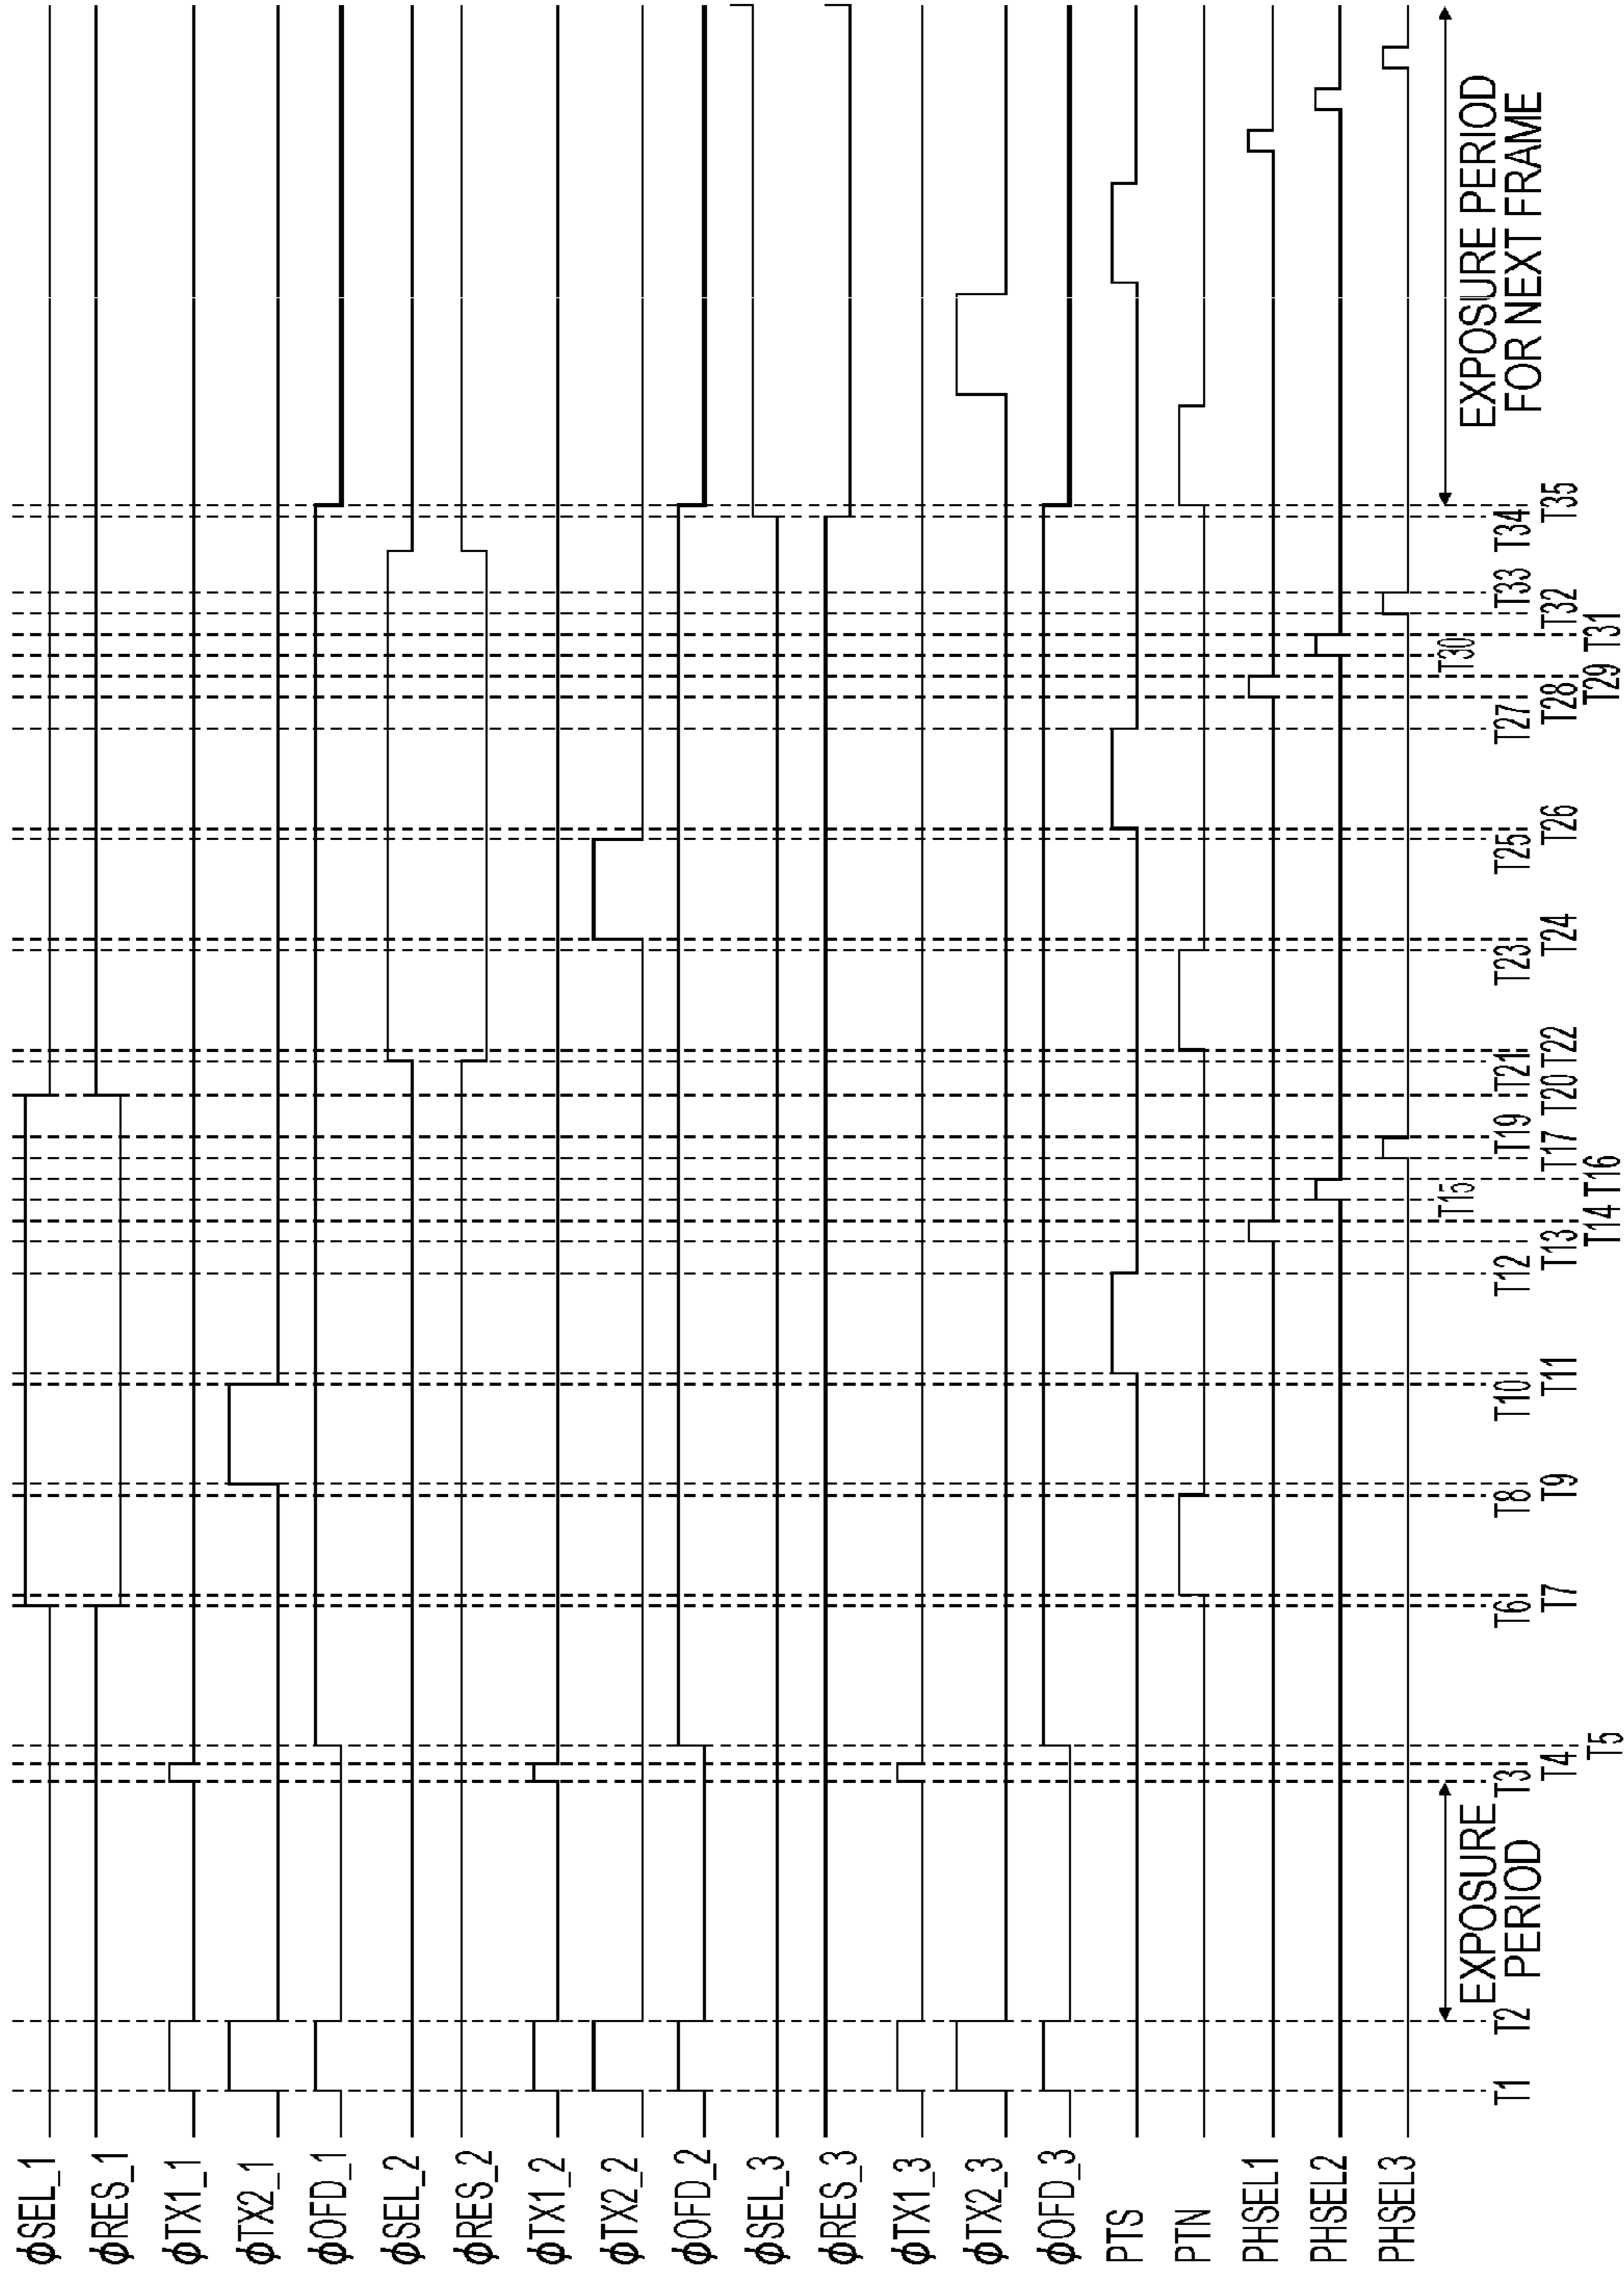 ϕSEL_1
ϕRES_1
ϕTX1_1
ϕTX2_1
ϕOFD_1
ϕSEL_2
ϕRES_2
ϕTX1_2
ϕTX2_2
ϕOFD_2
ϕSEL_3
ϕRES_3
ϕTX1_3
ϕTX2_3
ϕOFD_3
PTS
PTN
PHSEL1
PHSEL2
PHSEL3
EXPOSURE
PERIOD
EXPOSURE PERIOD
FOR NEXT FRAME
T1
T2
T3
T4
T5
T6
T7
T8
T9
T10
T11
T12
T13
T14
T15
T16
T17
T19
T20
T21
T22
T23
T24
T25
T26
T27
T28
T29
T30
T31
T32
T33
T34
T35